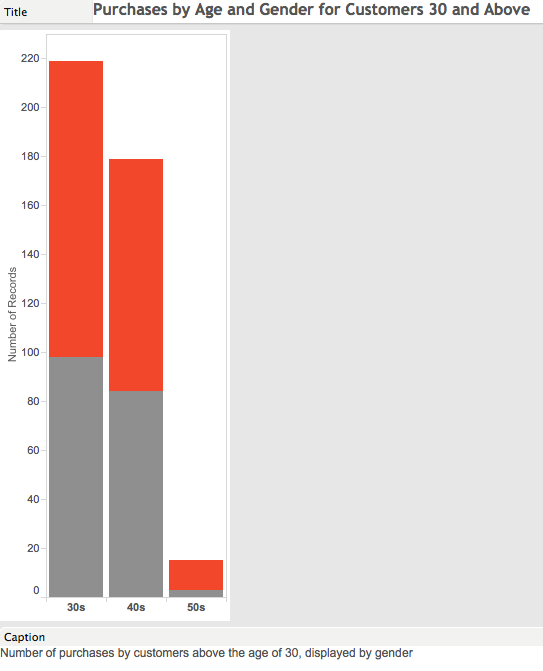 Title
Purchases by Age and Gender for Customers 30 and Above
220
200
180
160
140
120
100
80
60
40
20
0
Number of Records
30s 40s 50s
Caption
Number of purchases by customers above the age of 30, displayed by gender